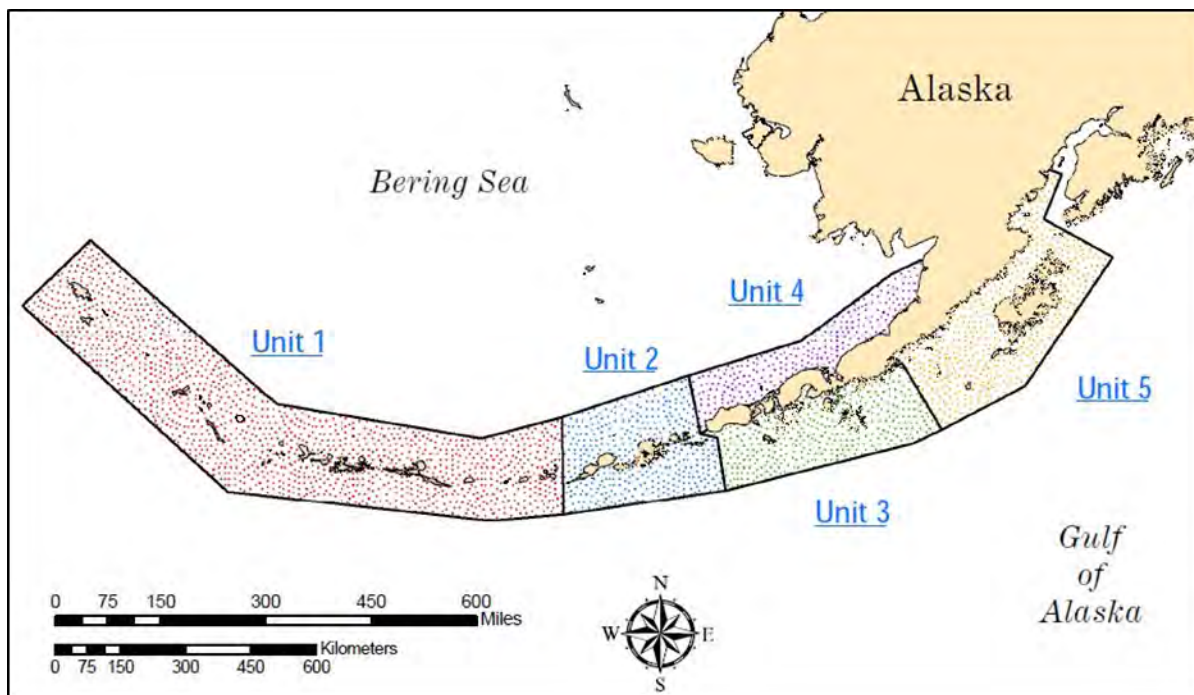 Alaska
Bering Sea
Unit 4
Unit 1
Unit 2
Unit 5
Unit 3
Gulf
of
Alaska
0 75 150 300 450 600
Miles
Kilometers
0 75 150 300 450 600
N
W E
S